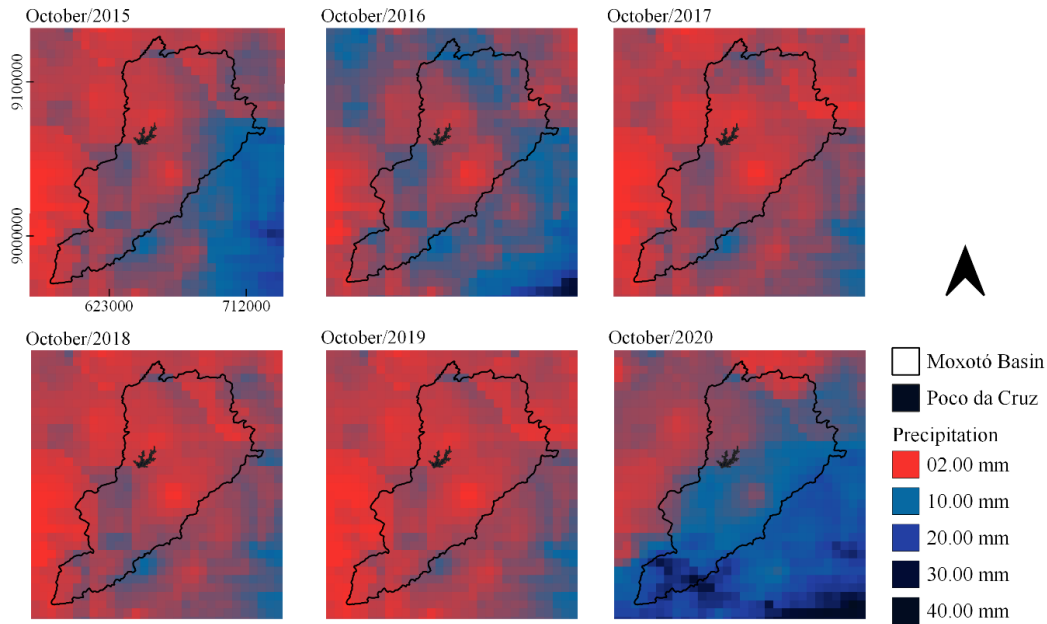 October/2015
October/2016
October/2017
9100000
9000000
623000
712000
October/2018
October/2019
October/2020
Moxotó Basin
Poco da Cruz
Precipitation
02.00 mm
10.00 mm
20.00 mm
30.00 mm
40.00 mm